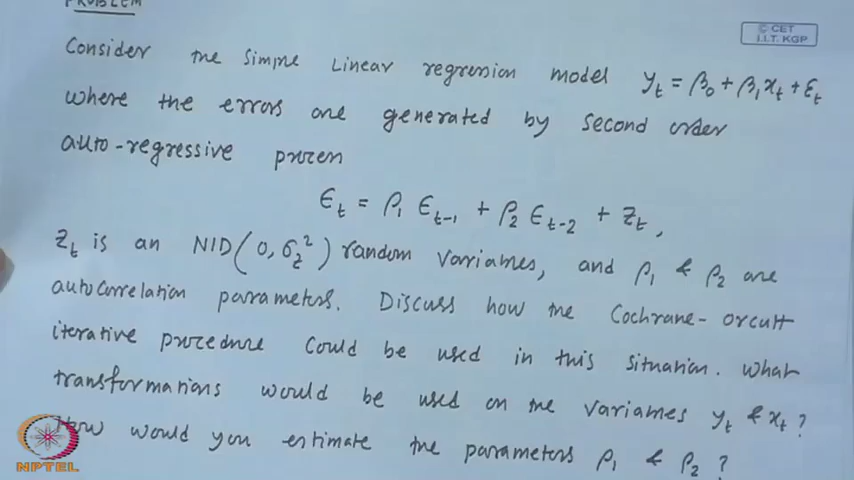 PROBLEM
© CET
I.I.T. KGP
Consider the simple linear regression model y_t = β_0 + β_1 x_t + ε_t
where the errors are generated by second order
auto-regressive process
ε_t = ρ_1 ε_{t-1} + ρ_2 ε_{t-2} + z_t,
z_t is an NID(0, σ_z^2) random variables, and ρ_1 & ρ_2 are
autocorrelation parameters. Discuss how the Cochrane-orcutt
iterative procedure could be used in this situation. What
transformations would be used on the variables y_t & x_t?
How would you estimate the parameters ρ_1 & ρ_2?
NPTEL